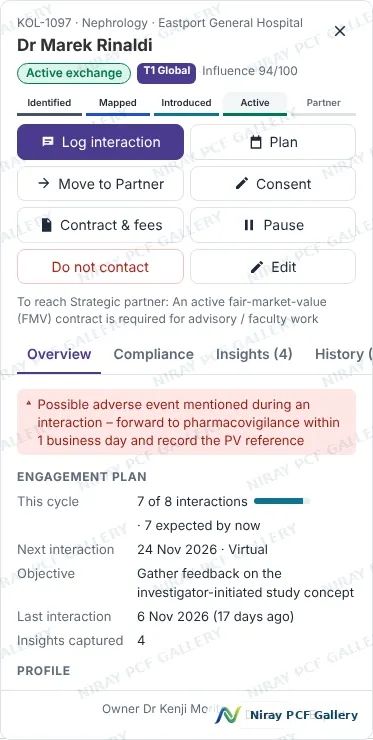 KOL-1097 · Nephrology · Eastport General Hospital
Dr Marek Rinaldi
Active exchange T1 Global Influence 94/100
Identified Mapped Introduced Active Partner
Log interaction Plan
Move to Partner Consent
Contract & fees Pause
Do not contact Edit
To reach Strategic partner: An active fair-market-value
(FMV) contract is required for advisory / faculty work
Overview Compliance Insights (4) History (
Possible adverse event mentioned during an
interaction – forward to pharmacovigilance within
1 business day and record the PV reference
ENGAGEMENT PLAN
This cycle 7 of 8 interactions
· 7 expected by now
Next interaction 24 Nov 2026 · Virtual
Objective Gather feedback on the
investigator-initiated study concept
Last interaction 6 Nov 2026 (17 days ago)
Insights captured 4
PROFILE
Owner Dr Kenji
Niray PCF Gallery
NIRAY PCF GALLERY